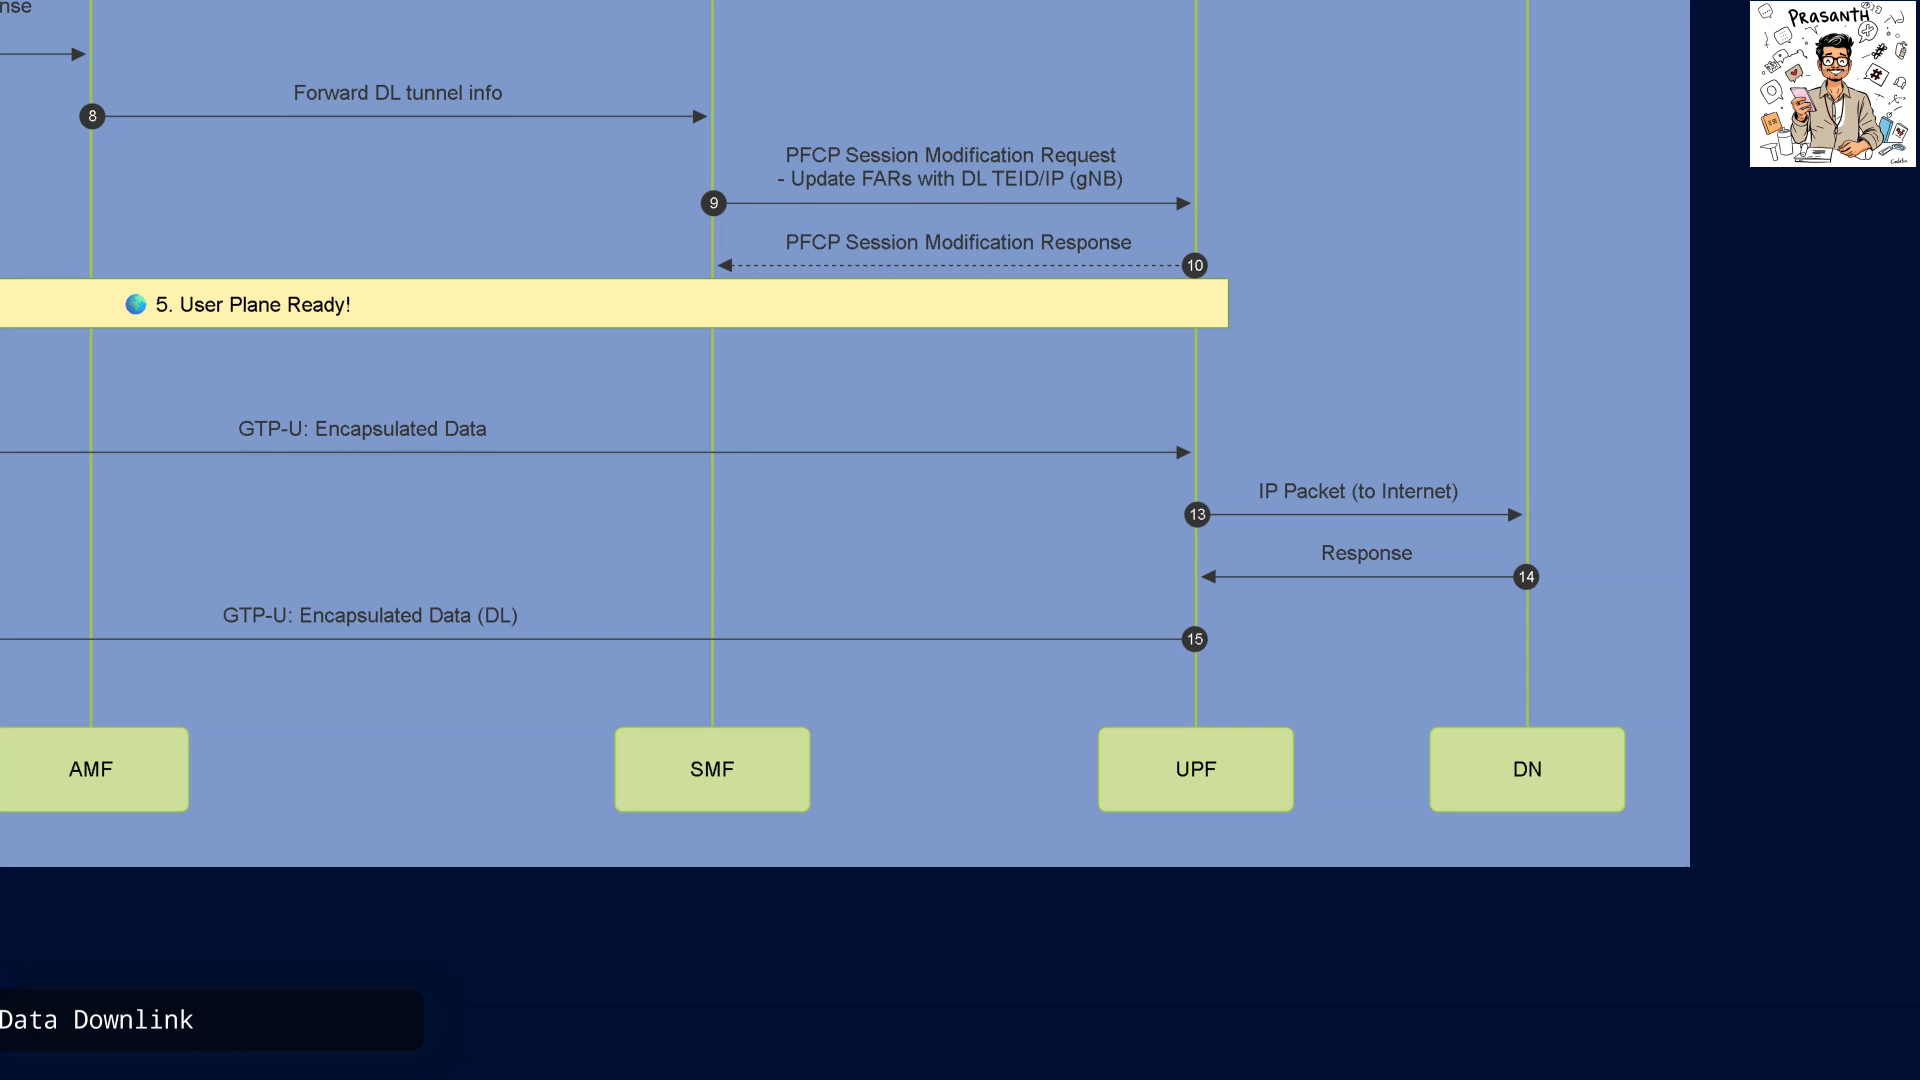 nse
PRASANTH
8
Forward DL tunnel info
PFCP Session Modification Request
- Update FARs with DL TEID/IP (gNB)
9
PFCP Session Modification Response
10
5. User Plane Ready!
GTP-U: Encapsulated Data
IP Packet (to Internet)
13
Response
14
GTP-U: Encapsulated Data (DL)
15
AMF
SMF
UPF
DN
Data Downlink